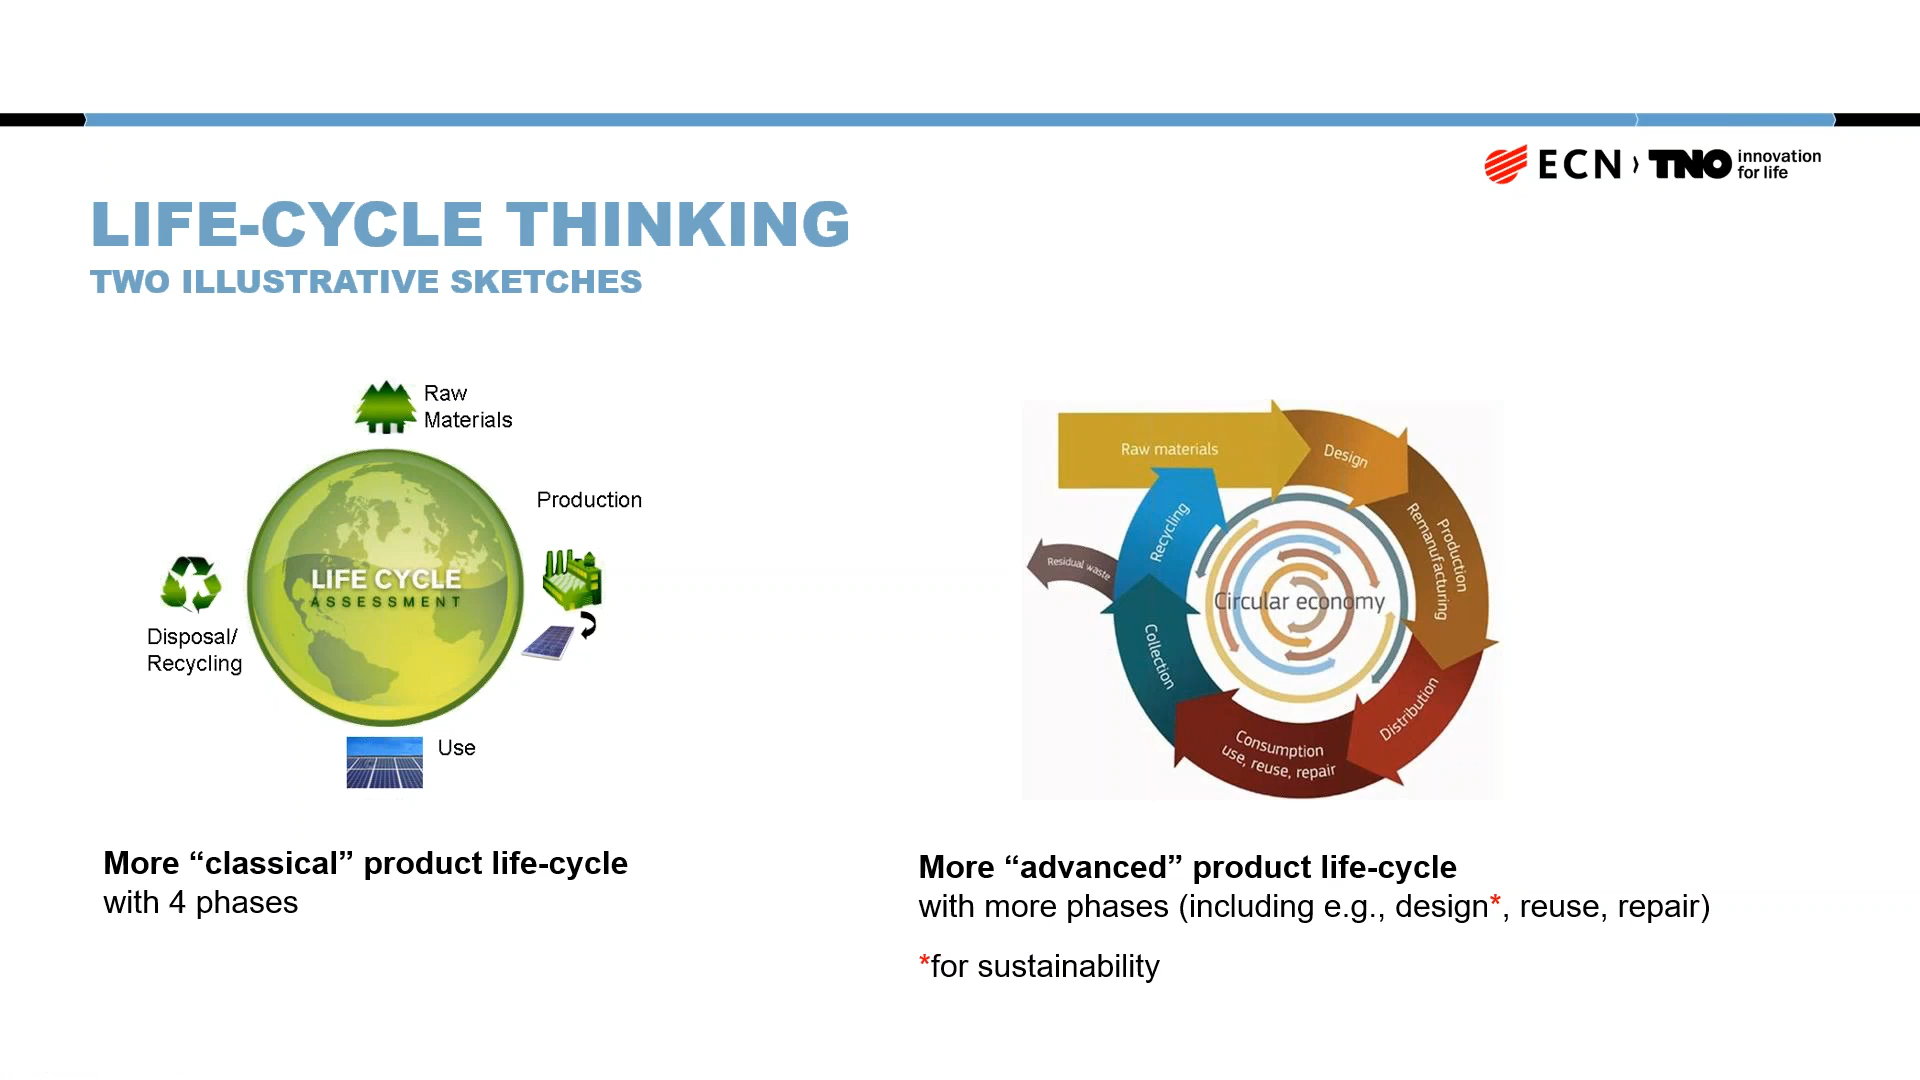 ECN TNO innovation
for life
LIFE-CYCLE THINKING
TWO ILLUSTRATIVE SKETCHES
Raw
Materials
Production
LIFE CYCLE
ASSESSMENT
Disposal/
Recycling
Use
More “classical” product life-cycle
with 4 phases
Raw materials
Design
Production
Remanufacturing
Distribution
Consumption
use, reuse, repair
Collection
Recycling
Residual waste
Circular economy
More “advanced” product life-cycle
with more phases (including e.g., design*, reuse, repair)
*for sustainability